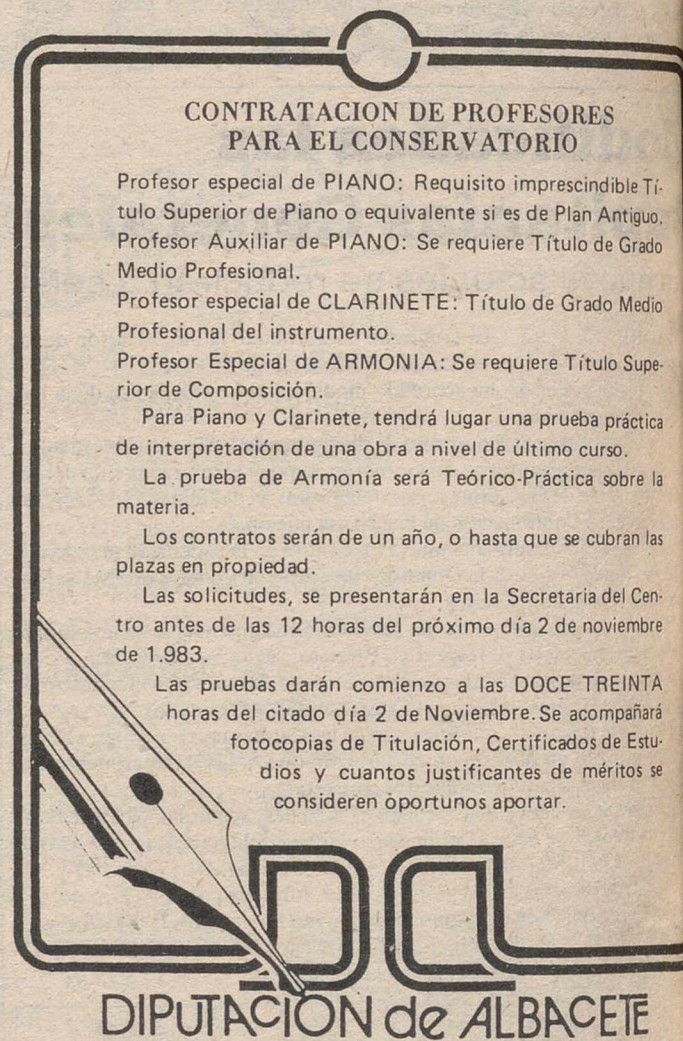 CONTRATACION DE PROFESORES
PARA EL CONSERVATORIO
Profesor especial de PIANO: Requisito imprescindible Tí-
tulo Superior de Piano o equivalente si es de Plan Antiguo.
Profesor Auxiliar de PIANO: Se requiere Título de Grado
Medio Profesional.
Profesor especial de CLARINETE: Título de Grado Medio
Profesional del instrumento.
Profesor Especial de ARMONIA: Se requiere Título Supe-
rior de Composición.
Para Piano y Clarinete, tendrá lugar una prueba práctica
de interpretación de una obra a nivel de último curso.
La prueba de Armonía será Teórico-Práctica sobre la
materia.
Los contratos serán de un año, o hasta que se cubran las
plazas en propiedad.
Las solicitudes, se presentarán en la Secretaria del Cen-
tro antes de las 12 horas del próximo día 2 de noviembre
de 1.983.
Las pruebas darán comienzo a las DOCE TREINTA
horas del citado día 2 de Noviembre. Se acompañará
fotocopias de Titulación, Certificados de Estu-
dios y cuantos justificantes de méritos se
consideren oportunos aportar.
DIPUTACION de ALBACETE